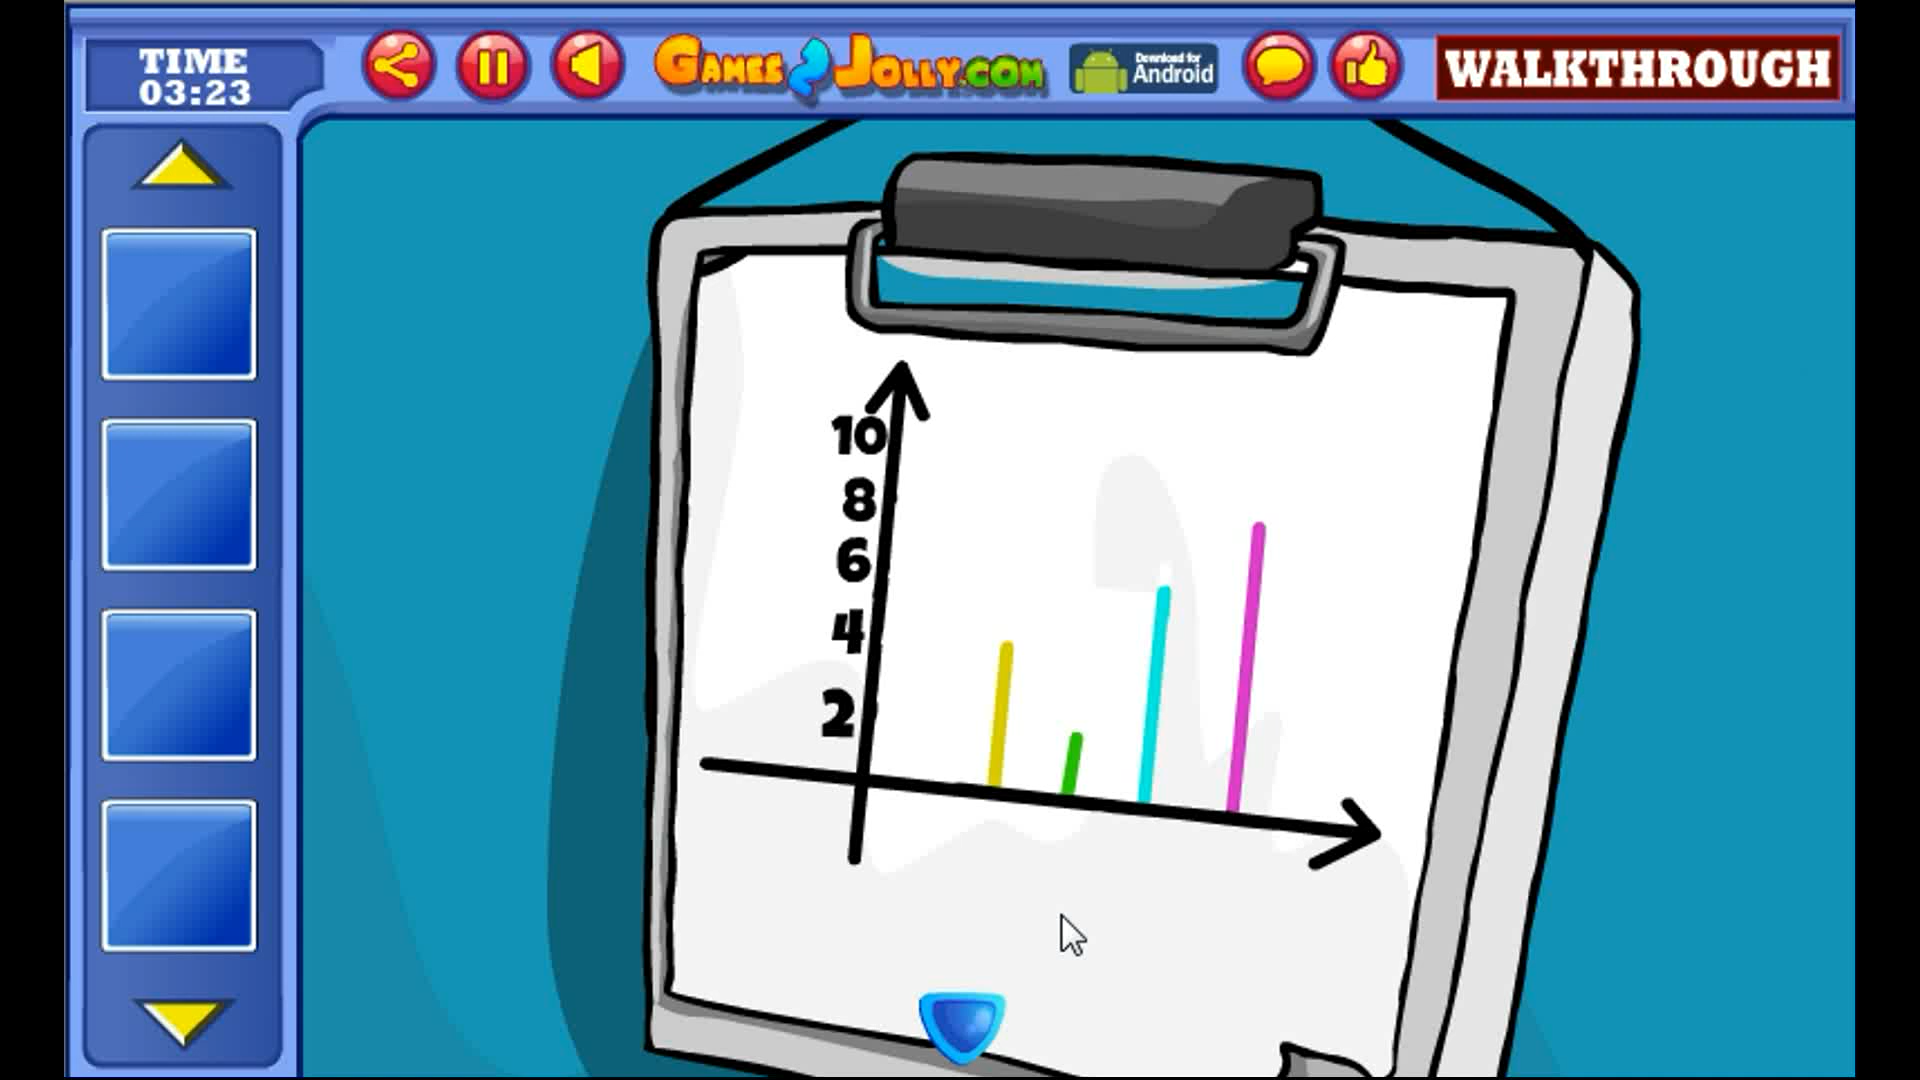 TIME
03:23
GAMES2JOLLY.COM
Download for
Android
WALKTHROUGH
10
8
6
4
2